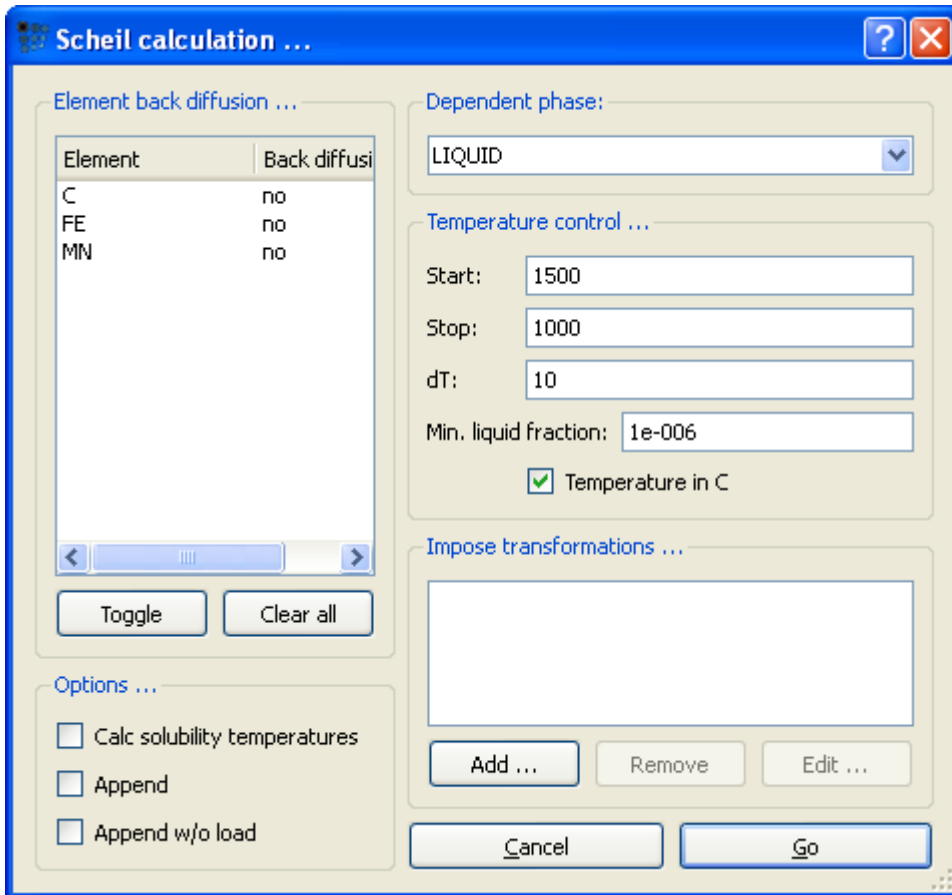 Scheil calculation ...
Element back diffusion ...
Element Back diffusi
C no
FE no
MN no
Toggle Clear all
Options ...
Calc solubility temperatures
Append
Append w/o load
Dependent phase:
LIQUID
Temperature control ...
Start: 1500
Stop: 1000
dT: 10
Min. liquid fraction: 1e-006
Temperature in C
Impose transformations ...
Add ... Remove Edit ...
Cancel Go